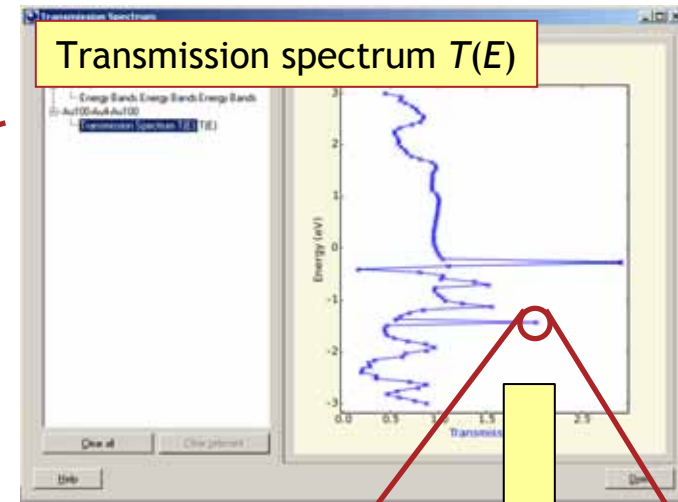 Transmission Spectrum
Transmission spectrum T(E)
Energy Bands Energy Bands Energy Bands
Au100-Au4-Au100
Transmission Spectrum T(E) T(E)
3
1
0
-1
-2
-3
Energy (eV)
0.0 0.5 1.0 1.5 2.5
Transmiss
Clear all
Help